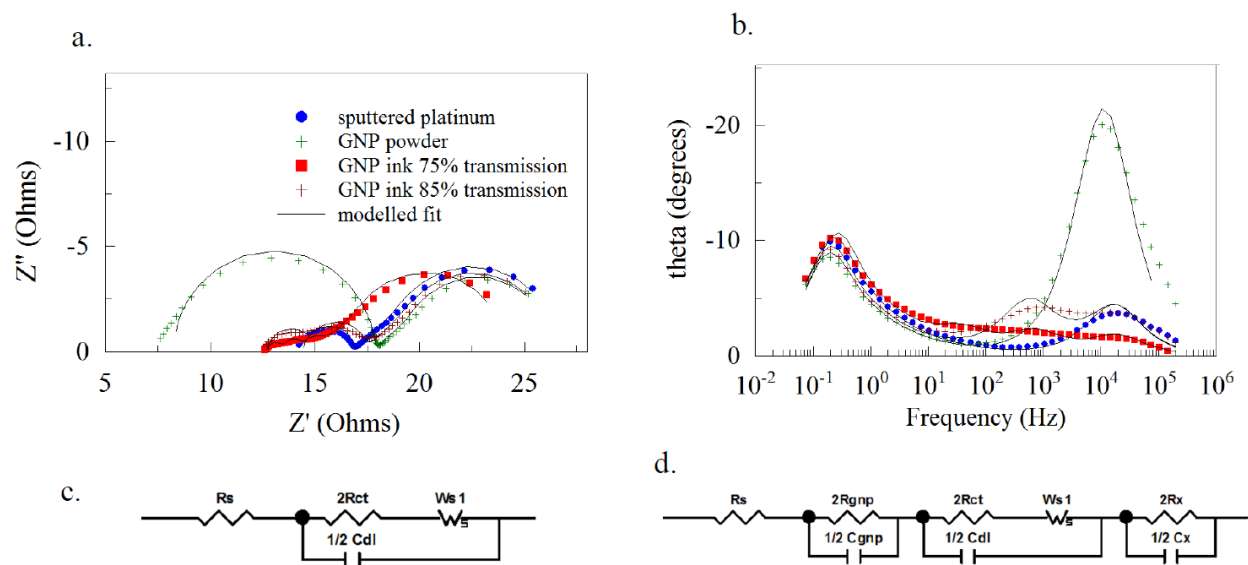 a.
Z'' (Ohms)
-10
-5
0
5
10
15
20
25
Z' (Ohms)
sputtered platinum
GNP powder
GNP ink 75% transmission
GNP ink 85% transmission
modelled fit
b.
theta (degrees)
-20
-10
0
10-2
10-1
100
101
102
103
104
105
106
Frequency (Hz)
c.
Rs
2Rct
Ws1
1/2 Cdl
d.
Rs
2Rgnp
2Rct
Ws1
2Rx
1/2 Cgnp
1/2 Cdl
1/2 Cx